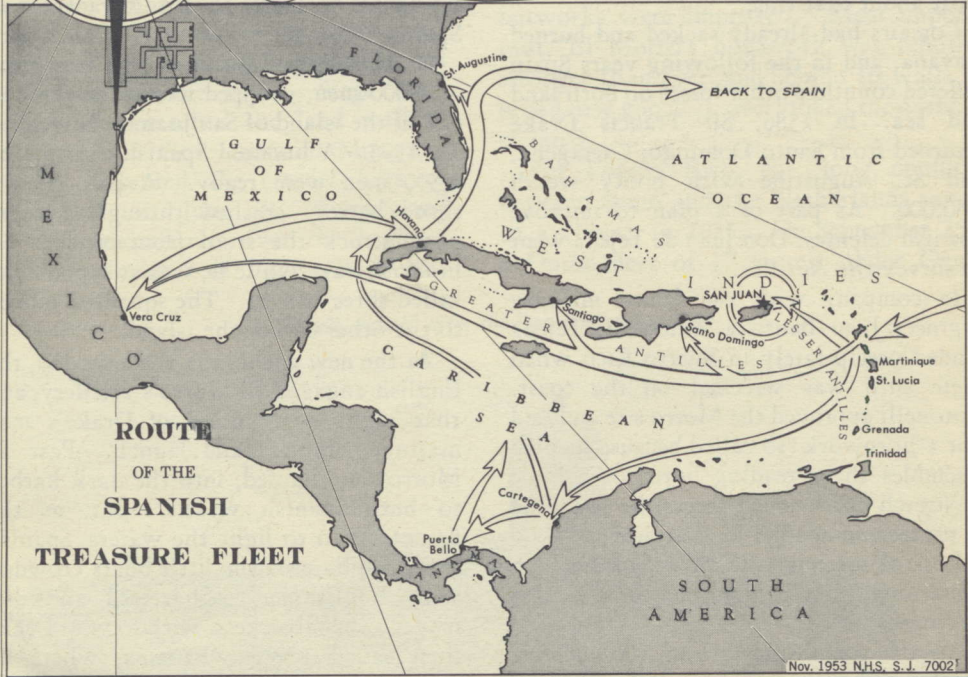 FLORIDA
St. Augustine
BACK TO SPAIN
GULF
OF
MEXICO
ATLANTIC
OCEAN
BAHAMAS
MEXICO
Havana
WEST INDIES
SAN JUAN
Vera Cruz
GREATER ANTILLES
Santiago
Santo Domingo
LESSER ANTILLES
Martinique
St. Lucia
Grenada
Trinidad
CARIBBEAN
SEA
Cartegena
Puerto
Bello
PANAMA
SOUTH
AMERICA
ROUTE
OF THE
SPANISH
TREASURE FLEET
Nov. 1953 N.H.S. S.J. 7002